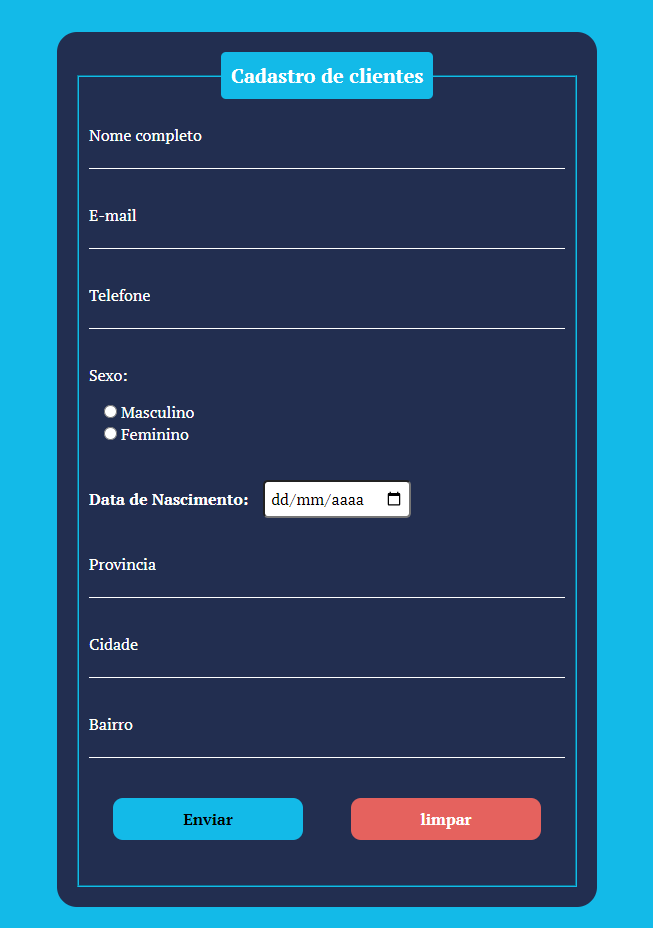 Cadastro de clientes
Nome completo
E-mail
Telefone
Sexo:
Masculino
Feminino
Data de Nascimento: dd/mm/aaaa
Provincia
Cidade
Bairro
Enviar limpar